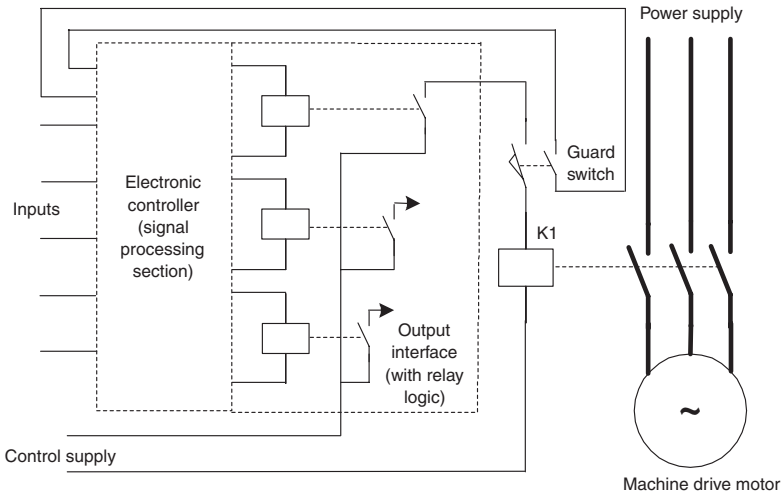 Power supply
Guard
switch
Electronic
controller
(signal
processing
section)
Inputs
K1
Output
interface
(with relay
logic)
~
Control supply
Machine drive motor